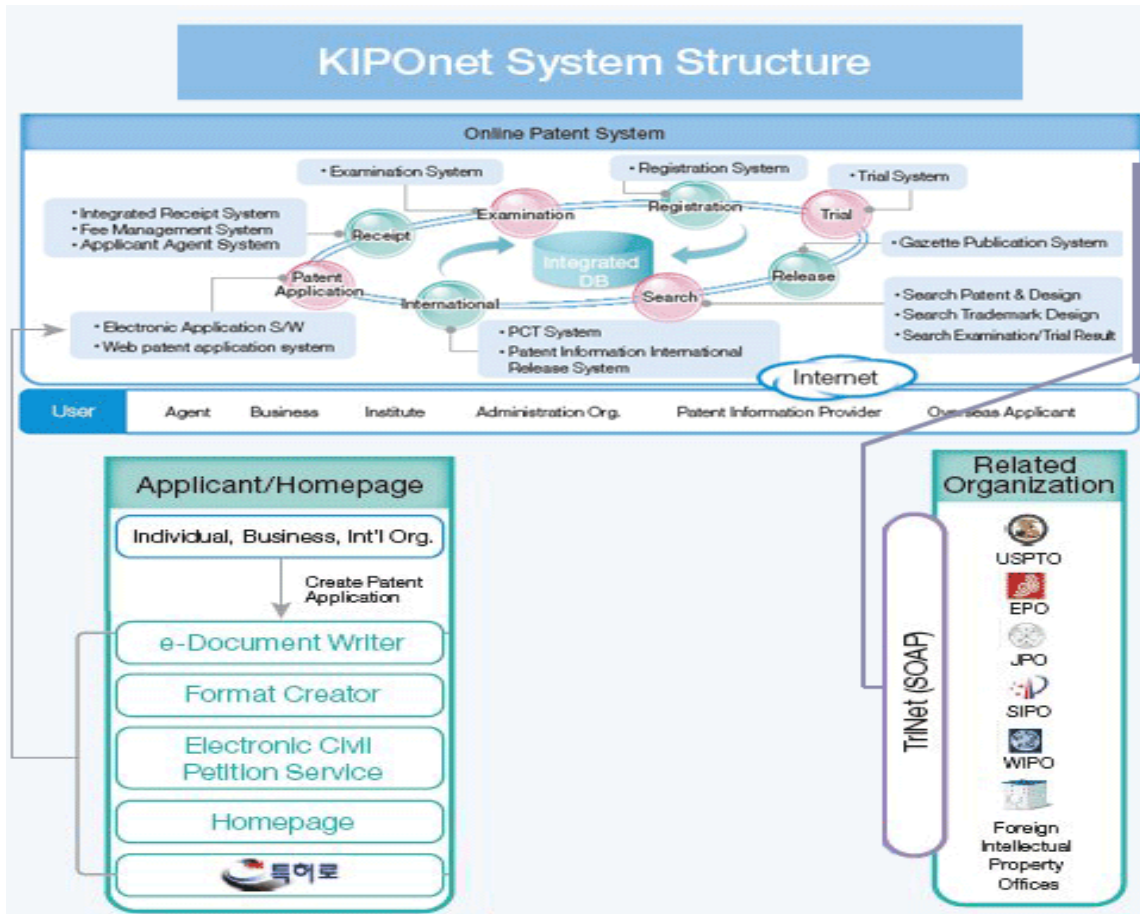 KIPOnet System Structure
Online Patent System
• Examination System
• Registration System
• Trial System
• Integrated Receipt System
• Fee Management System
• Applicant Agent System
Examination
Registration
Trial
Receipt
• Gazette Publication System
Integrated
DB
Patent
Application
International
Search
Release
• Search Patent & Design
• Search Trademark Design
• Search Examination/Trial Result
• Electronic Application S/W
• Web patent application system
• PCT System
• Patent Information International
Release System
Internet
User
Agent
Business
Institute
Administration Org.
Patent Information Provider
Overseas Applicant
Applicant/Homepage
Individual, Business, Int'l Org.
Create Patent
Application
e-Document Writer
Format Creator
Electronic Civil
Petition Service
Homepage
특허로
TriNet (SOAP)
Related
Organization
USPTO
EPO
JPO
SIPO
WIPO
Foreign
Intellectual
Property
Offices